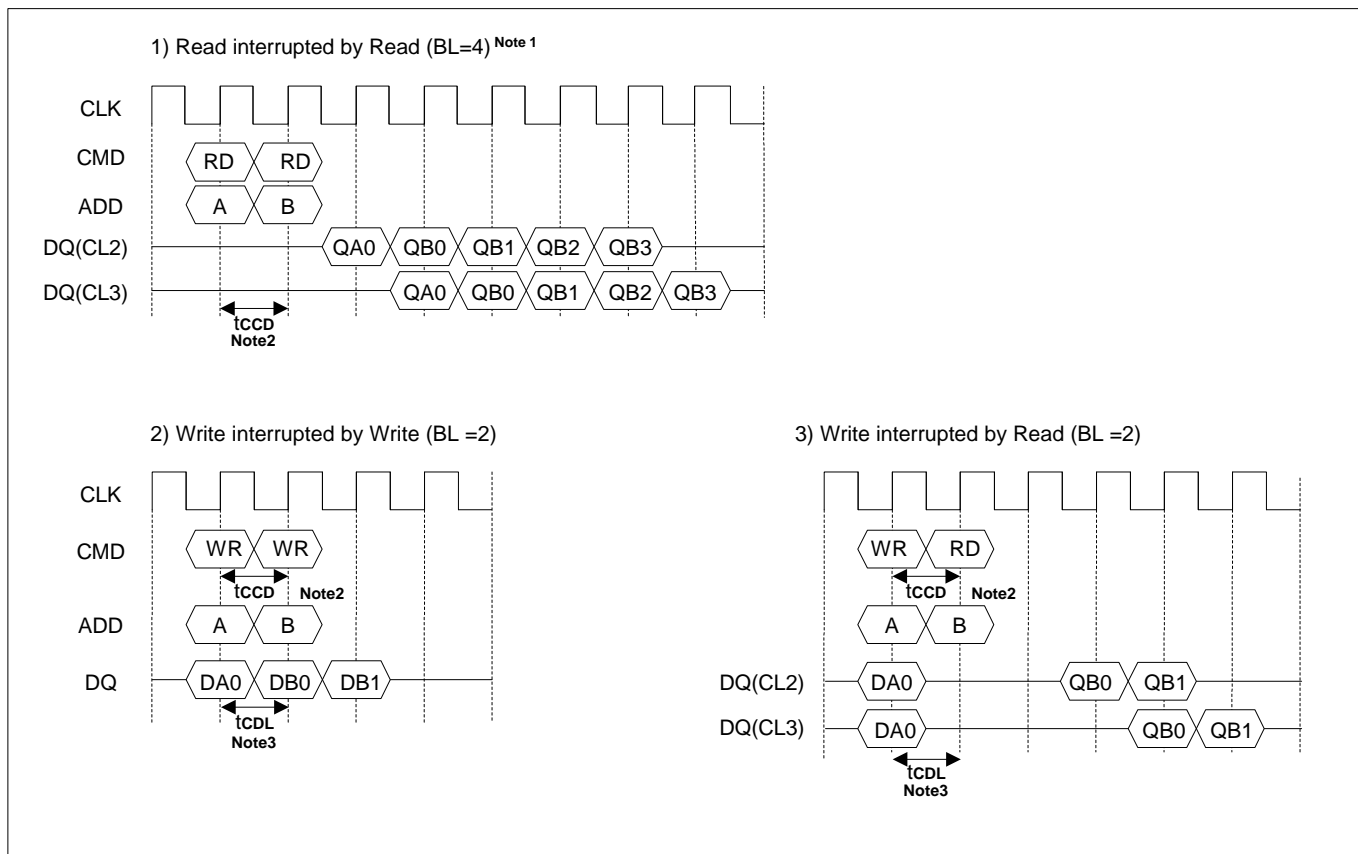 1) Read interrupted by Read (BL=4) Note 1
CLK
CMD RD RD
ADD A B
DQ(CL2) QA0 QB0 QB1 QB2 QB3
DQ(CL3) QA0 QB0 QB1 QB2 QB3
tCCD
Note2
2) Write interrupted by Write (BL =2)
CLK
CMD WR WR
tCCD Note2
ADD A B
DQ DA0 DB0 DB1
tCDL
Note3
3) Write interrupted by Read (BL =2)
WR RD
tCCD Note2
A B
DQ(CL2) DA0 QB0 QB1
DQ(CL3) DA0 QB0 QB1
tCDL
Note3